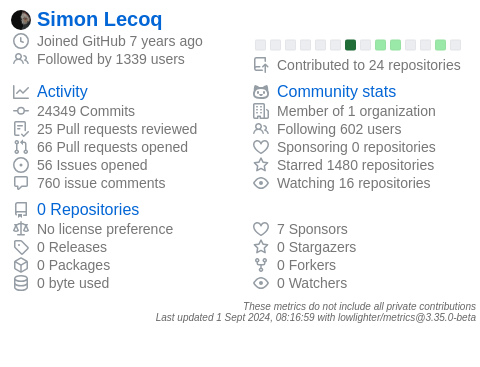 Simon Lecoq
Joined GitHub 7 years ago
Followed by 1339 users
Contributed to 24 repositories
Activity
24349 Commits
25 Pull requests reviewed
66 Pull requests opened
56 Issues opened
760 issue comments
Community stats
Member of 1 organization
Following 602 users
Sponsoring 0 repositories
Starred 1480 repositories
Watching 16 repositories
0 Repositories
No license preference
0 Releases
0 Packages
0 byte used
7 Sponsors
0 Stargazers
0 Forkers
0 Watchers
These metrics do not include all private contributions
Last updated 1 Sept 2024, 08:16:59 with lowlighter/metrics@3.35.0-beta